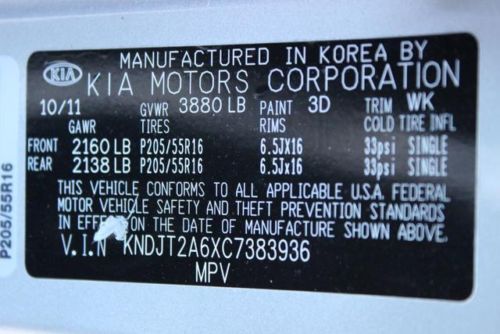 MANUFACTURED IN KOREA BY
KIA KIA MOTORS CORPORATION
10/11 GVWR 3880 LB PAINT 3D TRIM WK
GAWR TIRES RIMS COLD TIRE INFL
FRONT 2160 LB P205/55R16 6.5JX16 33psi SINGLE
REAR 2138 LB P205/55R16 6.5Jx16 33psi SINGLE
THIS VEHICLE CONFORMS TO ALL APPLICABLE U.S.A. FEDERAL
MOTOR VEHICLE SAFETY AND THEFT PREVENTION STANDARDS
IN EFFECT ON THE DATE OF MANUFACTURE SHOWN ABOVE.
V.I.N KNDJT2A6XC7383936
MPV
P205/55R16